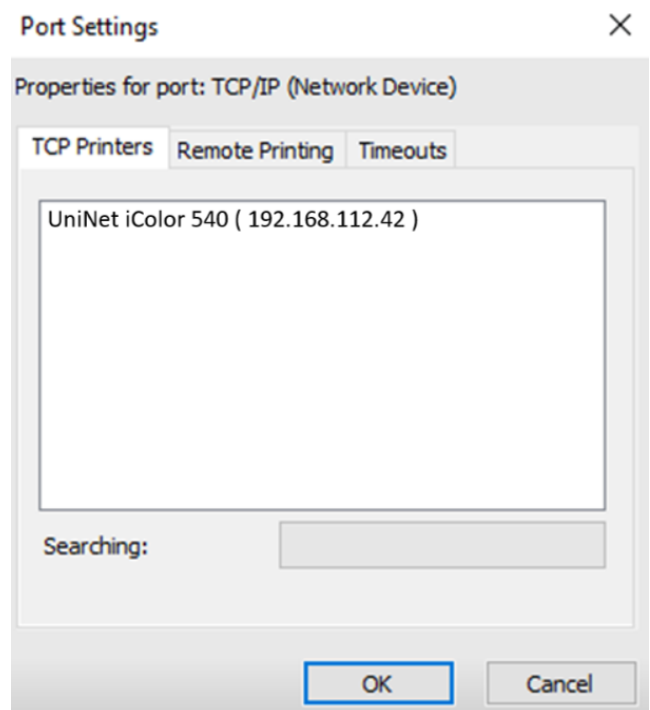 Port Settings
Properties for port: TCP/IP (Network Device)
TCP Printers Remote Printing Timeouts
UniNet iColor 540 ( 192.168.112.42 )
Searching:
OK Cancel